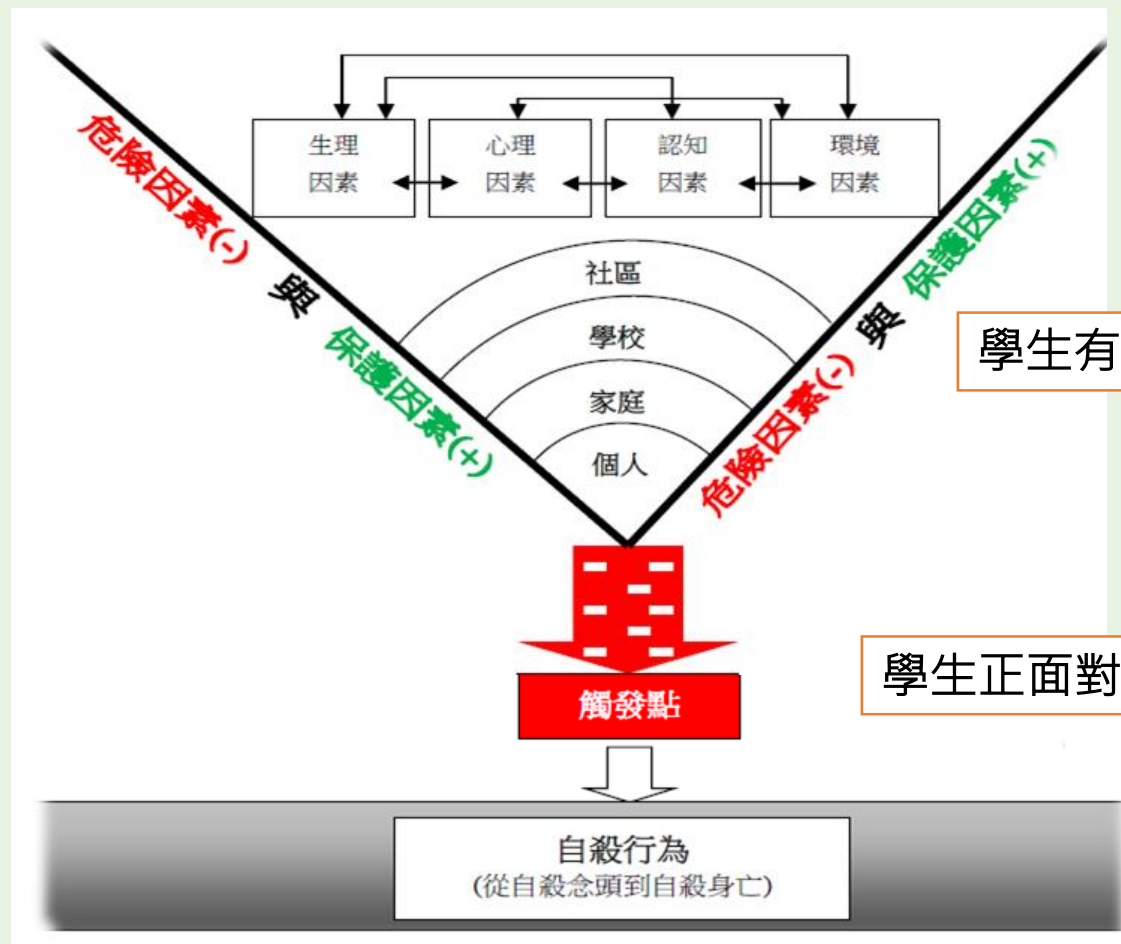 生理
因素
心理
因素
認知
因素
環境
因素
危險因素(-) 與 保護因素(+)
危險因素(-) 與 保護因素(+)
社區
學校
家庭
個人
學生有
學生正面對
觸發點
自殺行為
(從自殺念頭到自殺身亡)